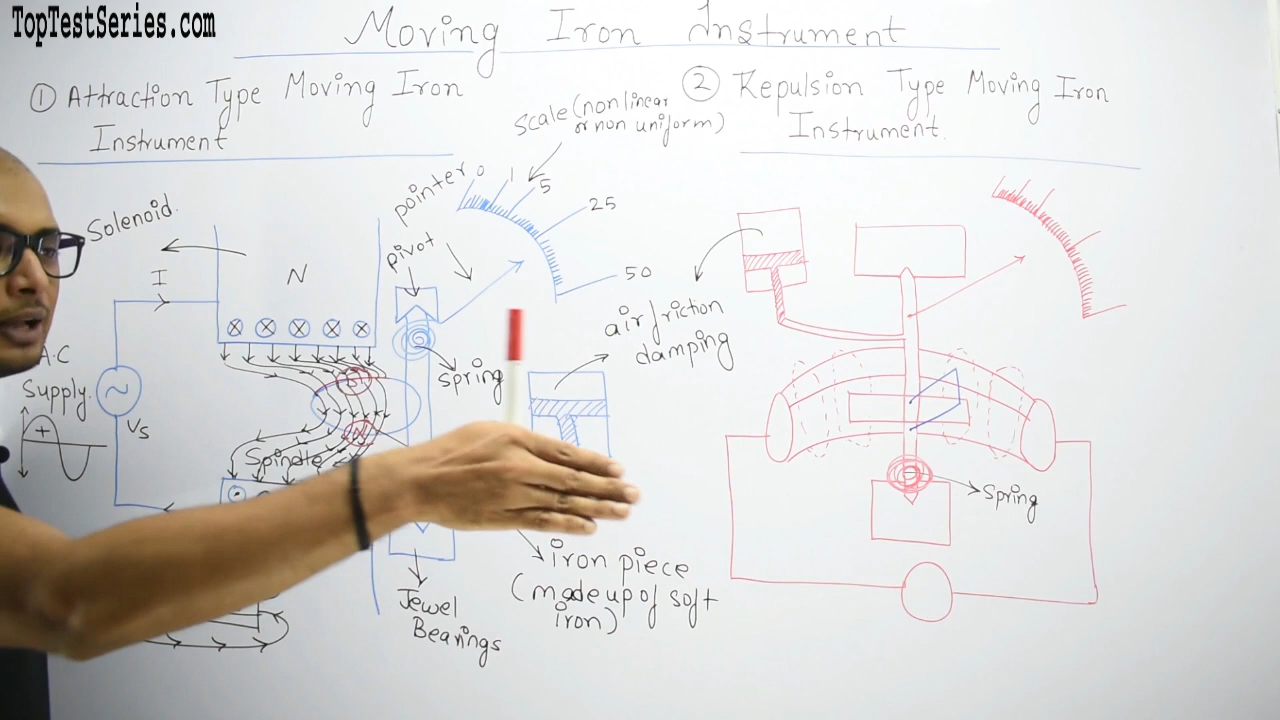 TopTestSeries.com
Moving Iron Instrument
① Attraction Type Moving Iron
Instrument
② Repulsion Type Moving Iron
Instrument.
Scale (nonlinear
or non uniform)
Solenoid.
pointer
0
1
5
25
50
pivot
I
N
A.C
Supply.
Vs
+
spring
air friction
damping
Spindle
Spring
iron piece
(made up of soft
iron)
Jewel
Bearings